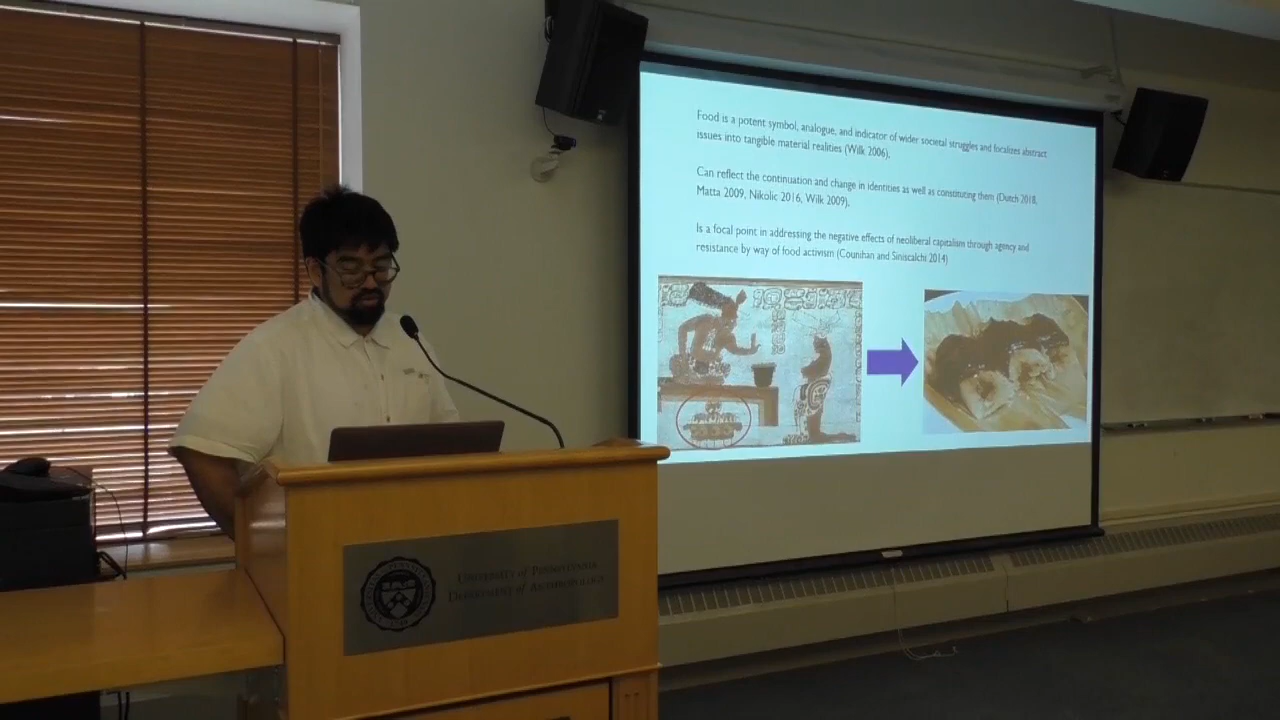 Food is a potent symbol, analogue, and indicator of wider societal struggles and focalizes abstract
issues into tangible material realities (Wilk 2006).
Can reflect the continuation and change in identities as well as constituting them (Dutch 2018,
Matta 2009, Nikolic 2016, Wilk 2009).
Is a focal point in addressing the negative effects of neoliberal capitalism through agency and
resistance by way of food activism (Counihan and Siniscalchi 2014)
UNIVERSITY of PENNSYLVANIA
DEPARTMENT of ANTHROPOLOGY